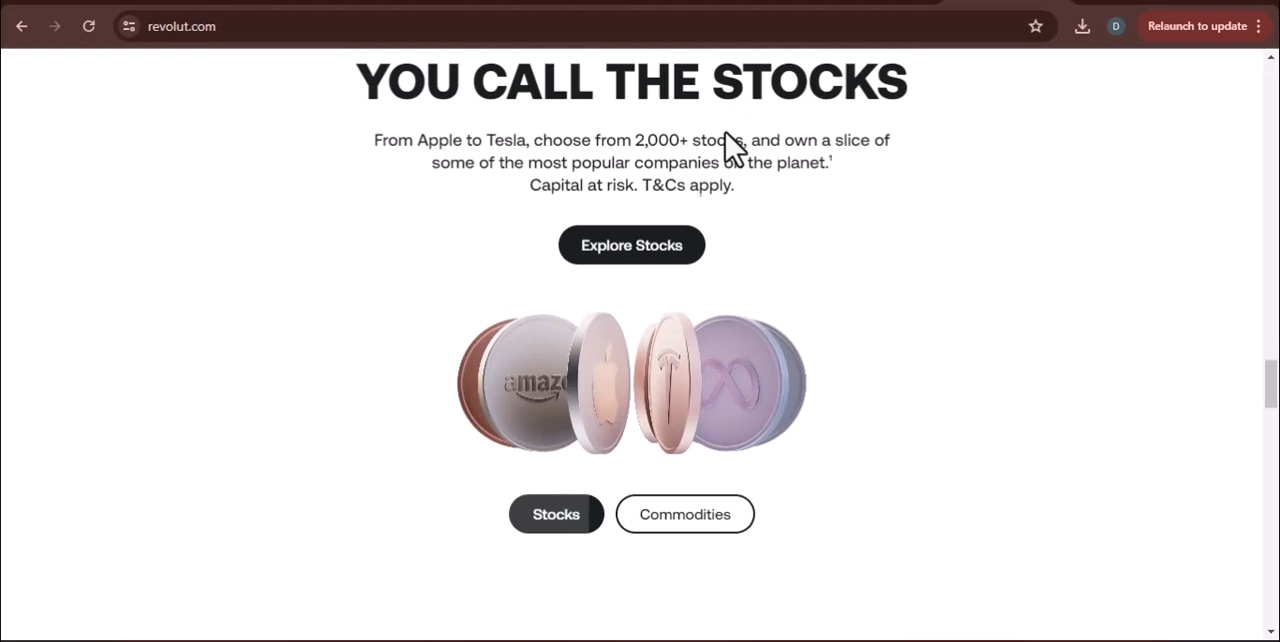 revolut.com
D
Relaunch to update
YOU CALL THE STOCKS
From Apple to Tesla, choose from 2,000+ stocks, and own a slice of
some of the most popular companies on the planet.¹
Capital at risk. T&Cs apply.
Explore Stocks
amazo
Stocks
Commodities